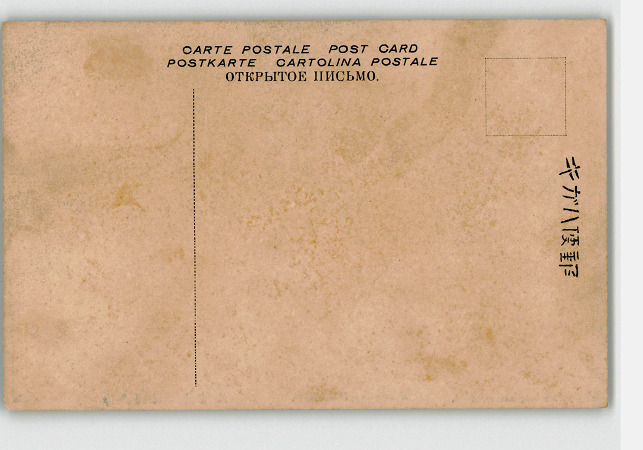 CARTE POSTALE POST CARD
POSTKARTE CARTOLINA POSTALE
ОТКРЫТОЕ ПИСЬМО.
郵便ハガキ